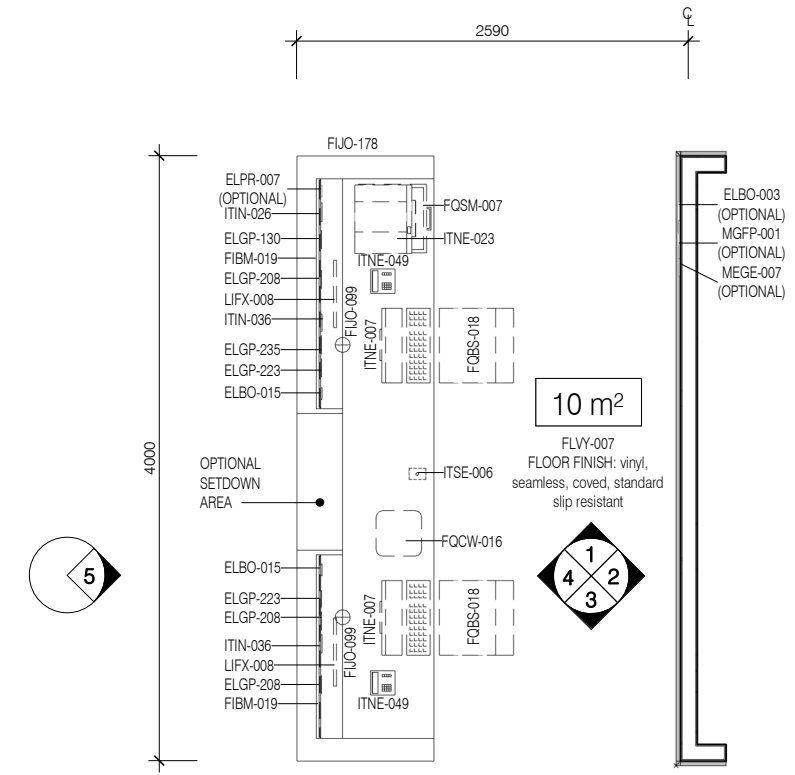 CL
2590
FIJO-178
ELPR-007
(OPTIONAL)
ITIN-026
ELGP-130
FIBM-019
ELGP-208
LIFX-008
ITIN-036
ELGP-235
ELGP-223
ELBO-015
FQSM-007
ITNE-023
ITNE-049
FIJO-099
ITNE-007
FQBS-018
ELBO-003
(OPTIONAL)
MGFP-001
(OPTIONAL)
MEGE-007
(OPTIONAL)
10 m²
FLVY-007
FLOOR FINISH: vinyl,
seamless, coved, standard
slip resistant
4000
OPTIONAL
SETDOWN
AREA
ITSE-006
FQCW-016
1
4 2
3
5
ELBO-015
ELGP-223
ELGP-208
ITIN-036
LIFX-008
ELGP-208
FIBM-019
FIJO-099
ITNE-007
FQBS-018
ITNE-049